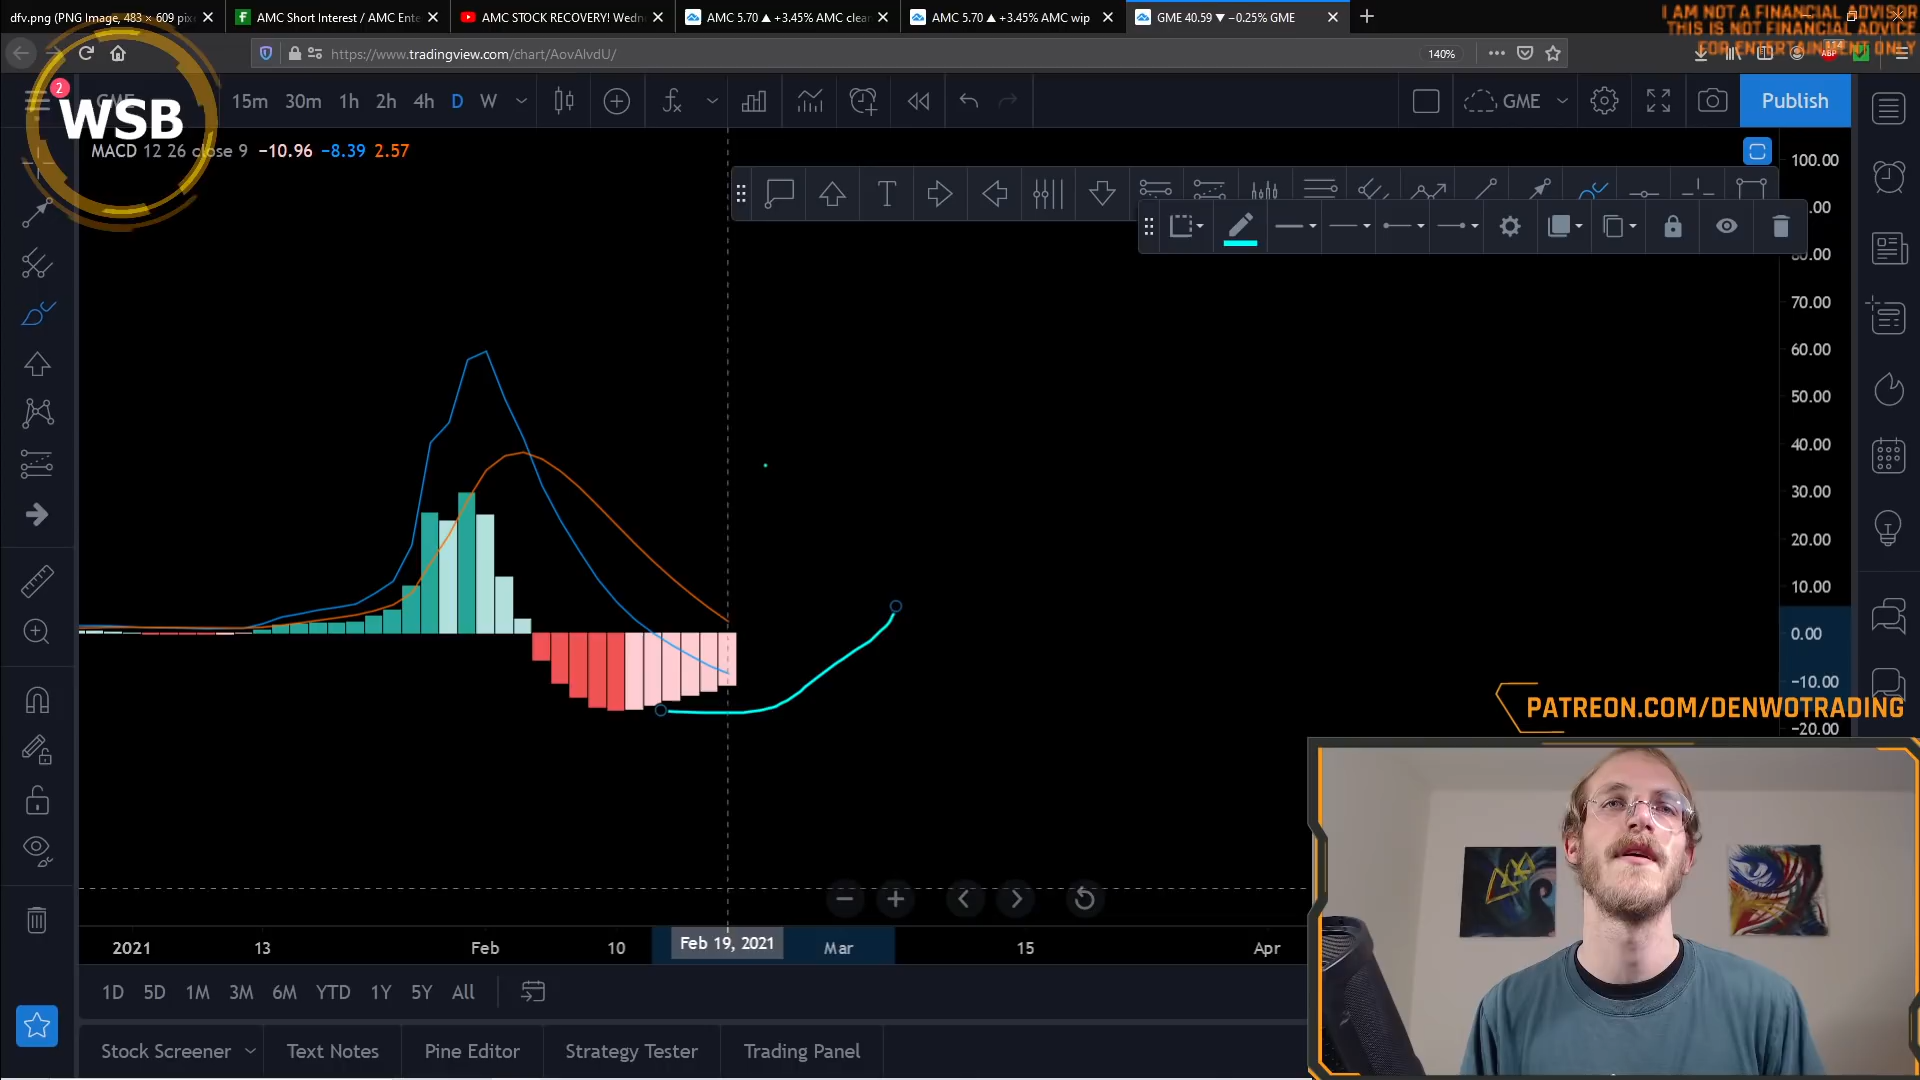 dfv.png (PNG Image, 483 × 609 pix
AMC Short Interest / AMC Ente
AMC STOCK RECOVERY! Wedn
AMC 5.70 ▲ +3.45% AMC clea
AMC 5.70 ▲ +3.45% AMC wip
GME 40.59 ▼ −0.25% GME
I AM NOT A FINANCIAL ADVISOR
THIS IS NOT FINANCIAL ADVICE
FOR ENTERTAINMENT ONLY
https://www.tradingview.com/chart/AovAlvdU/
140%
ABP
2
WSB
15m 30m 1h 2h 4h D W
GME
Publish
MACD 12 26 close 9 −10.96 −8.39 2.57
100.00
70.00
60.00
50.00
40.00
30.00
20.00
10.00
0.00
−10.00
−20.00
PATREON.COM/DENWOTRADING
2021 13 Feb 10 Feb 19, 2021 Mar 15 Apr
1D 5D 1M 3M 6M YTD 1Y 5Y All
Stock Screener Text Notes Pine Editor Strategy Tester Trading Panel